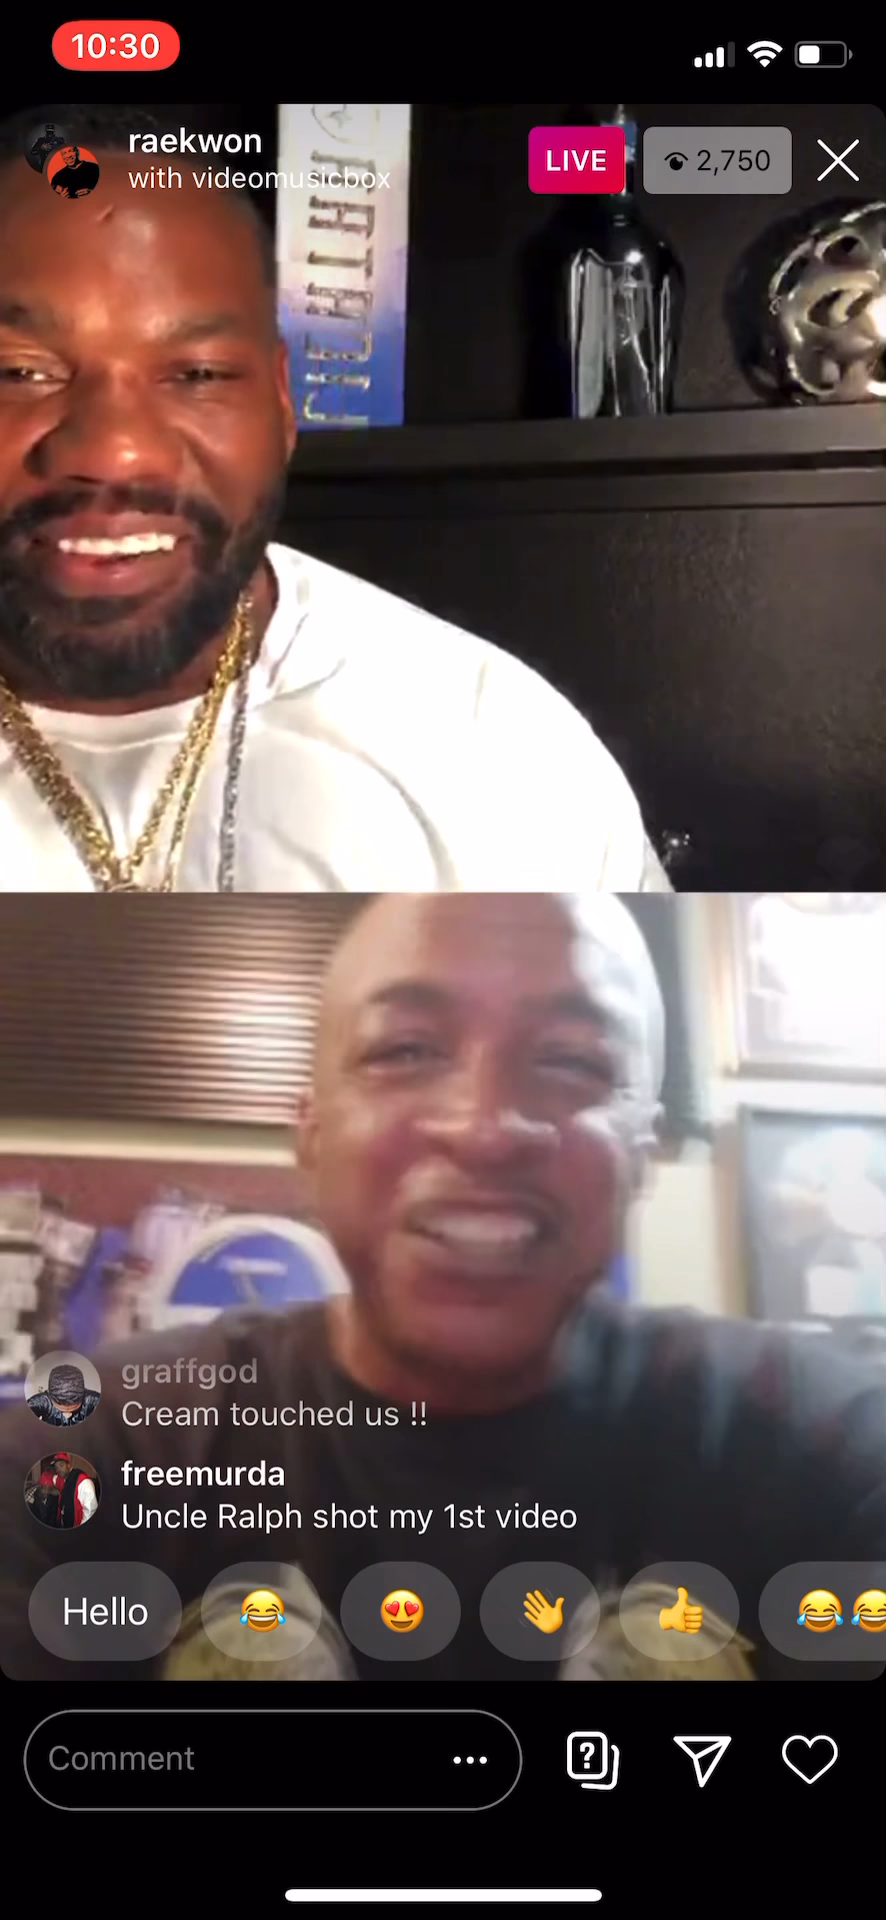 10:30
raekwon
with videomusicbox
LIVE
2,750
graffgod
Cream touched us !!
freemurda
Uncle Ralph shot my 1st video
Hello
Comment